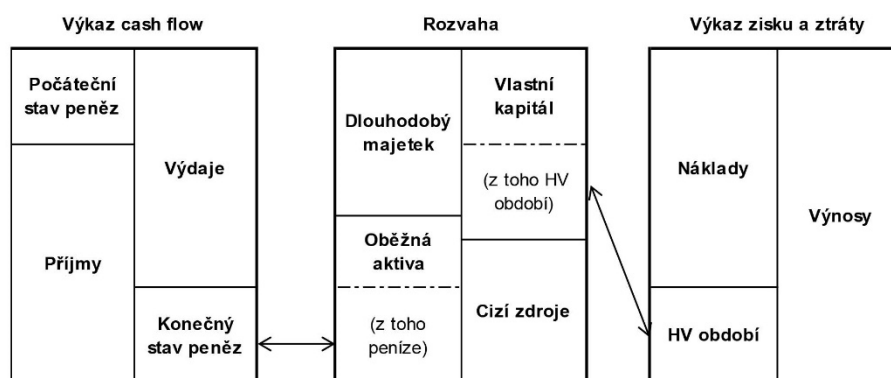 Výkaz cash flow
Rozvaha
Výkaz zisku a ztráty
Počáteční
stav peněz
Příjmy
Výdaje
Konečný
stav peněz
Dlouhodobý
majetek
Oběžná
aktiva
(z toho
peníze)
Vlastní
kapitál
(z toho HV
období)
Cizí zdroje
Náklady
HV období
Výnosy